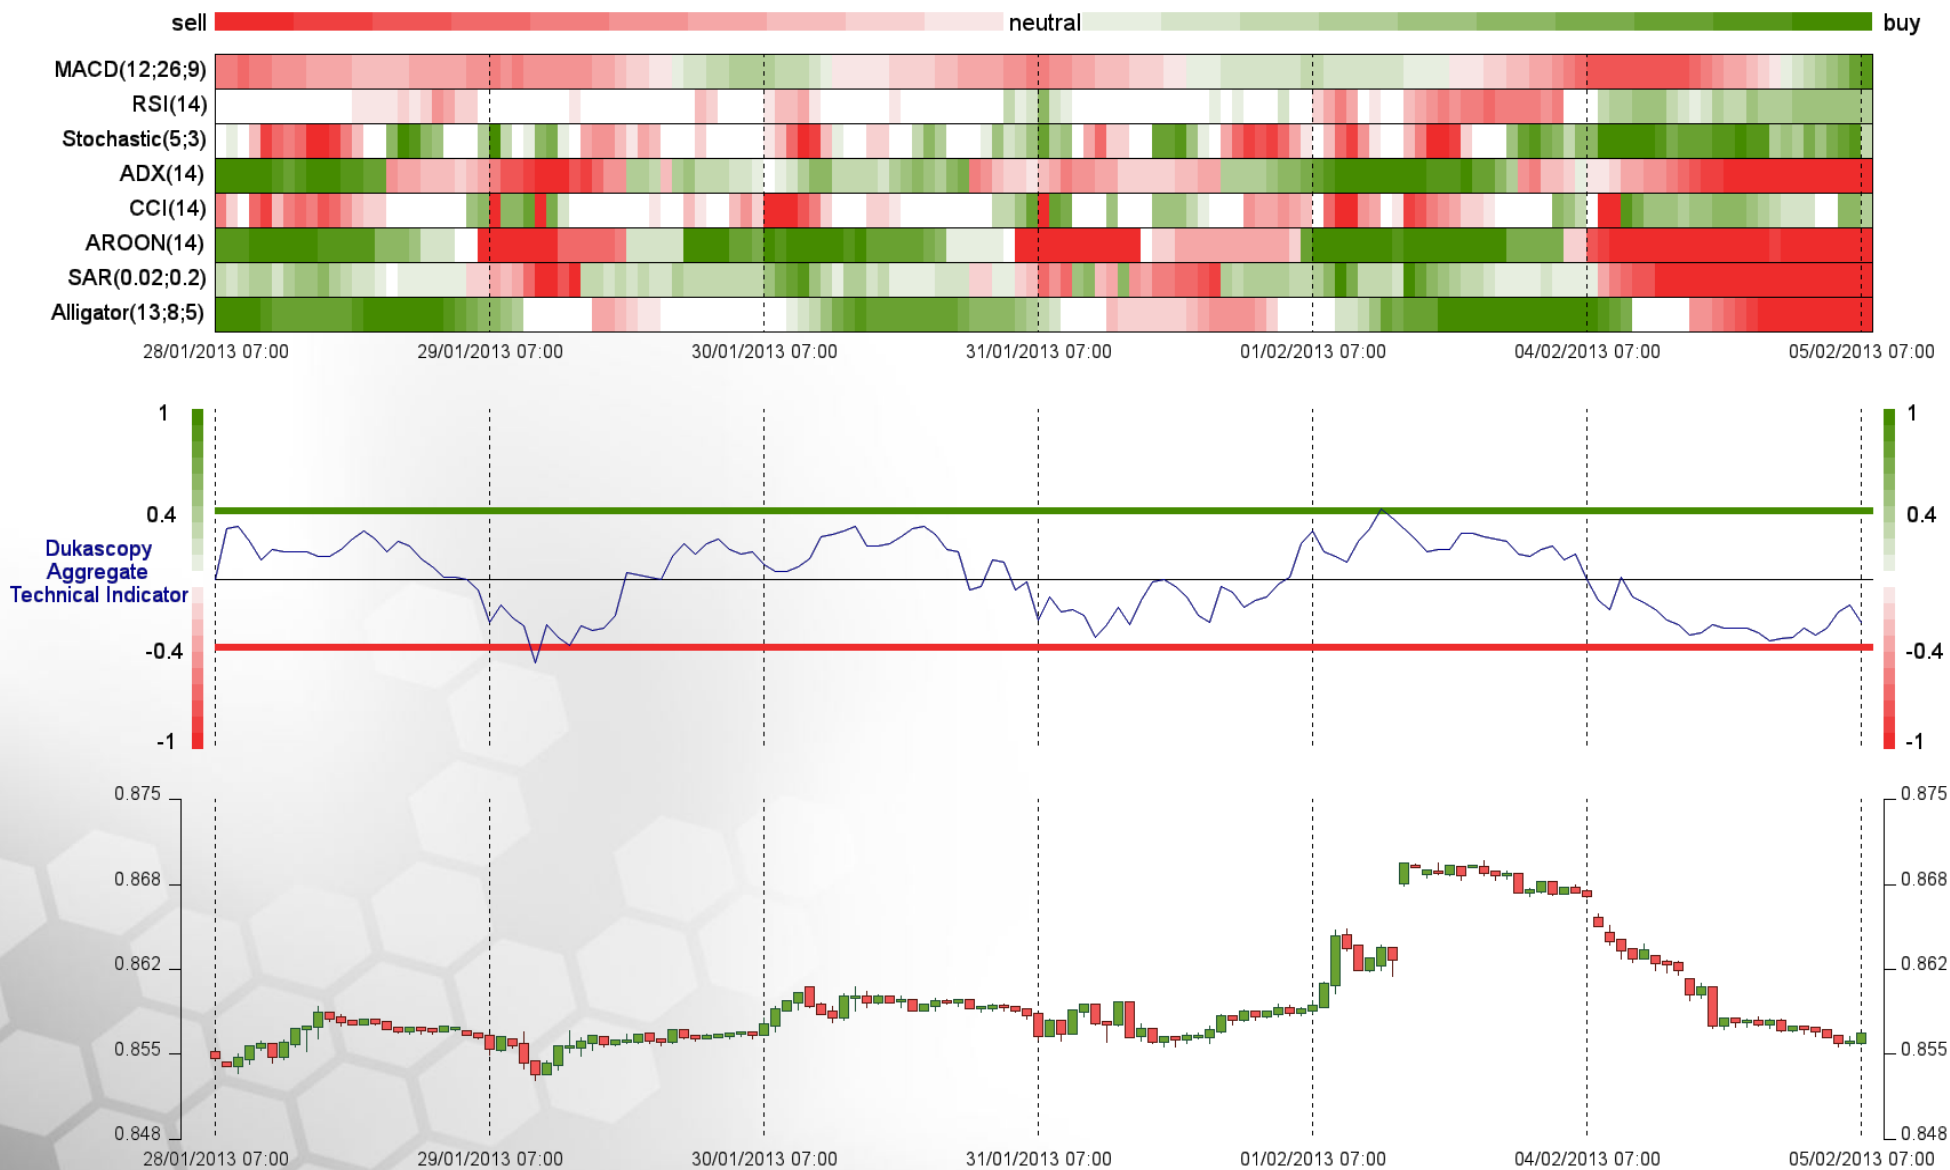 sell neutral buy
MACD(12;26;9)
RSI(14)
Stochastic(5;3)
ADX(14)
CCI(14)
AROON(14)
SAR(0.02;0.2)
Alligator(13;8;5)
28/01/2013 07:00 29/01/2013 07:00 30/01/2013 07:00 31/01/2013 07:00 01/02/2013 07:00 04/02/2013 07:00 05/02/2013 07:00
1 1
0.4 0.4
Dukascopy
Aggregate
Technical Indicator
-0.4 -0.4
-1 -1
0.875 0.875
0.868 0.868
0.862 0.862
0.855 0.855
0.848 0.848
28/01/2013 07:00 29/01/2013 07:00 30/01/2013 07:00 31/01/2013 07:00 01/02/2013 07:00 04/02/2013 07:00 05/02/2013 07:00